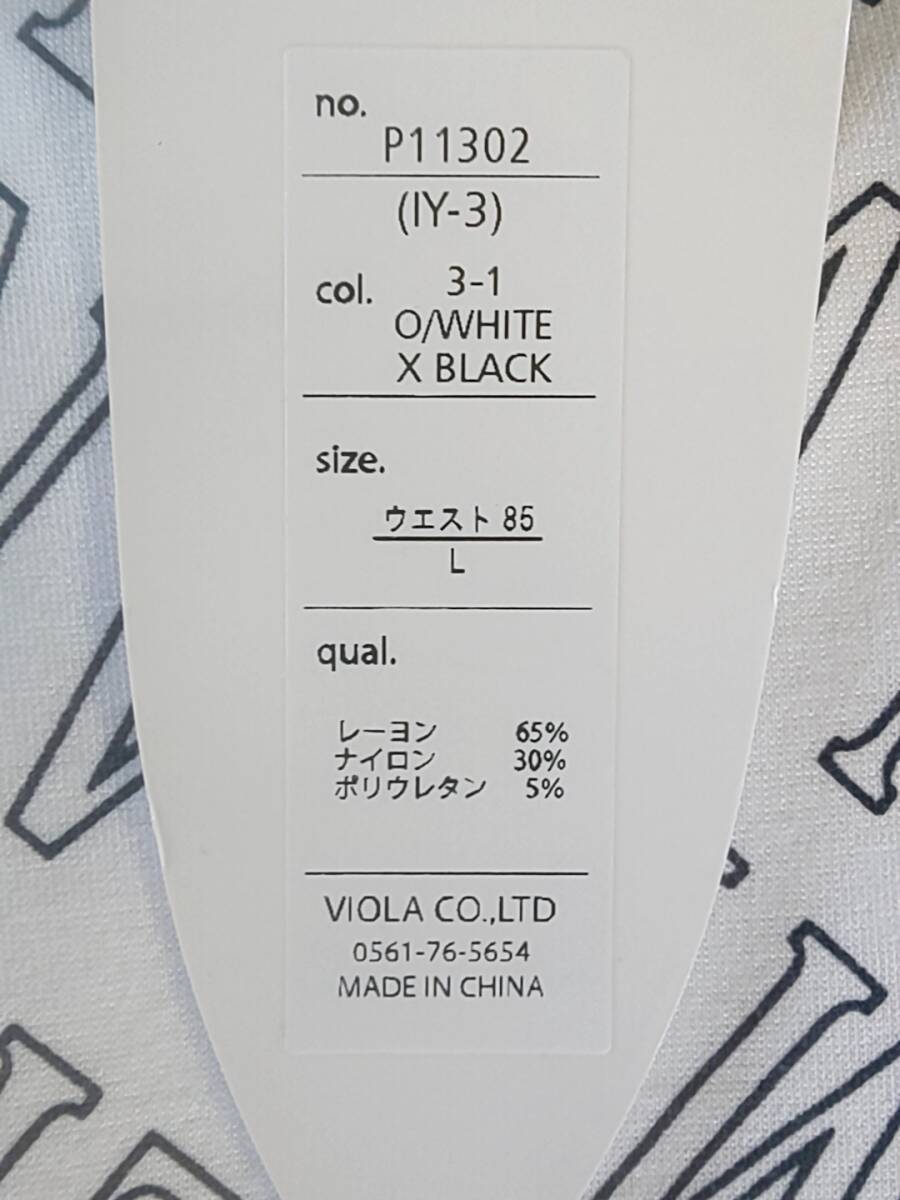 no.
P11302
(IY-3)
col. 3-1
O/WHITE
X BLACK
size.
ウエスト 85
L
qual.
レーヨン 65%
ナイロン 30%
ポリウレタン 5%
VIOLA CO.,LTD
0561-76-5654
MADE IN CHINA